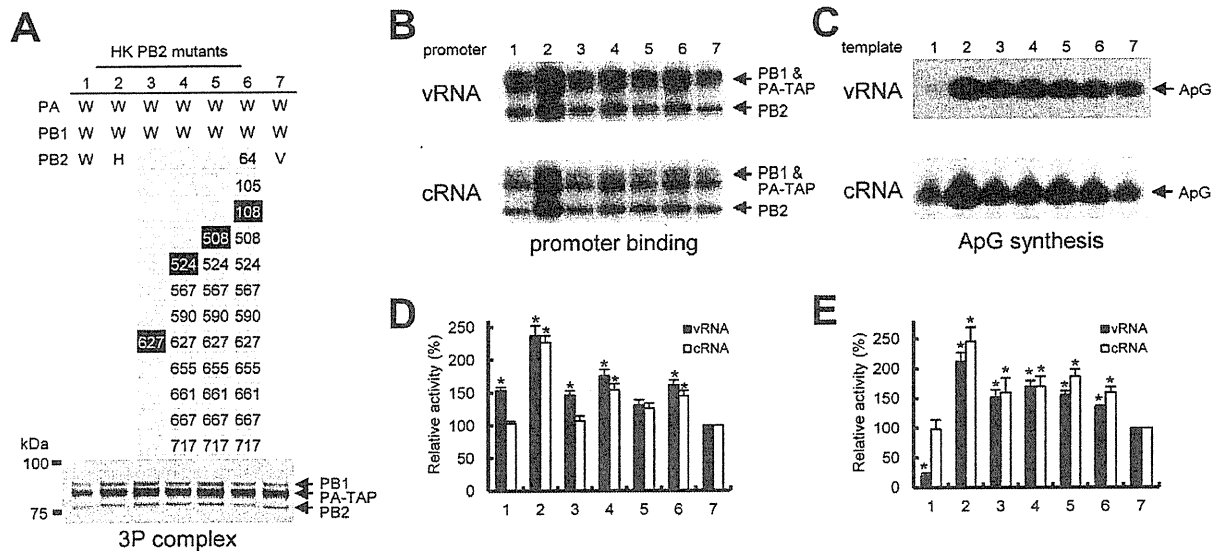 A
HK PB2 mutants
1 2 3 4 5 6 7
PA W W W W W W W
PB1 W W W W W W W
PB2 W H 64 V
105
108
508 508
524 524 524
567 567 567
590 590 590
627 627 627 627
655 655 655
661 661 661
667 667 667
717 717 717
kDa
100
75
PB1
PA-TAP
PB2
3P complex
B
promoter 1 2 3 4 5 6 7
vRNA
PB1 &
PA-TAP
PB2
cRNA
PB1 &
PA-TAP
PB2
promoter binding
C
template 1 2 3 4 5 6 7
vRNA
ApG
cRNA
ApG
ApG synthesis
D
Relative activity (%)
250
200
150
100
50
0
* * * * * * * *
vRNA
cRNA
1 2 3 4 5 6 7
E
Relative activity (%)
250
200
150
100
50
0
* * * * * * * * * * *
vRNA
cRNA
1 2 3 4 5 6 7